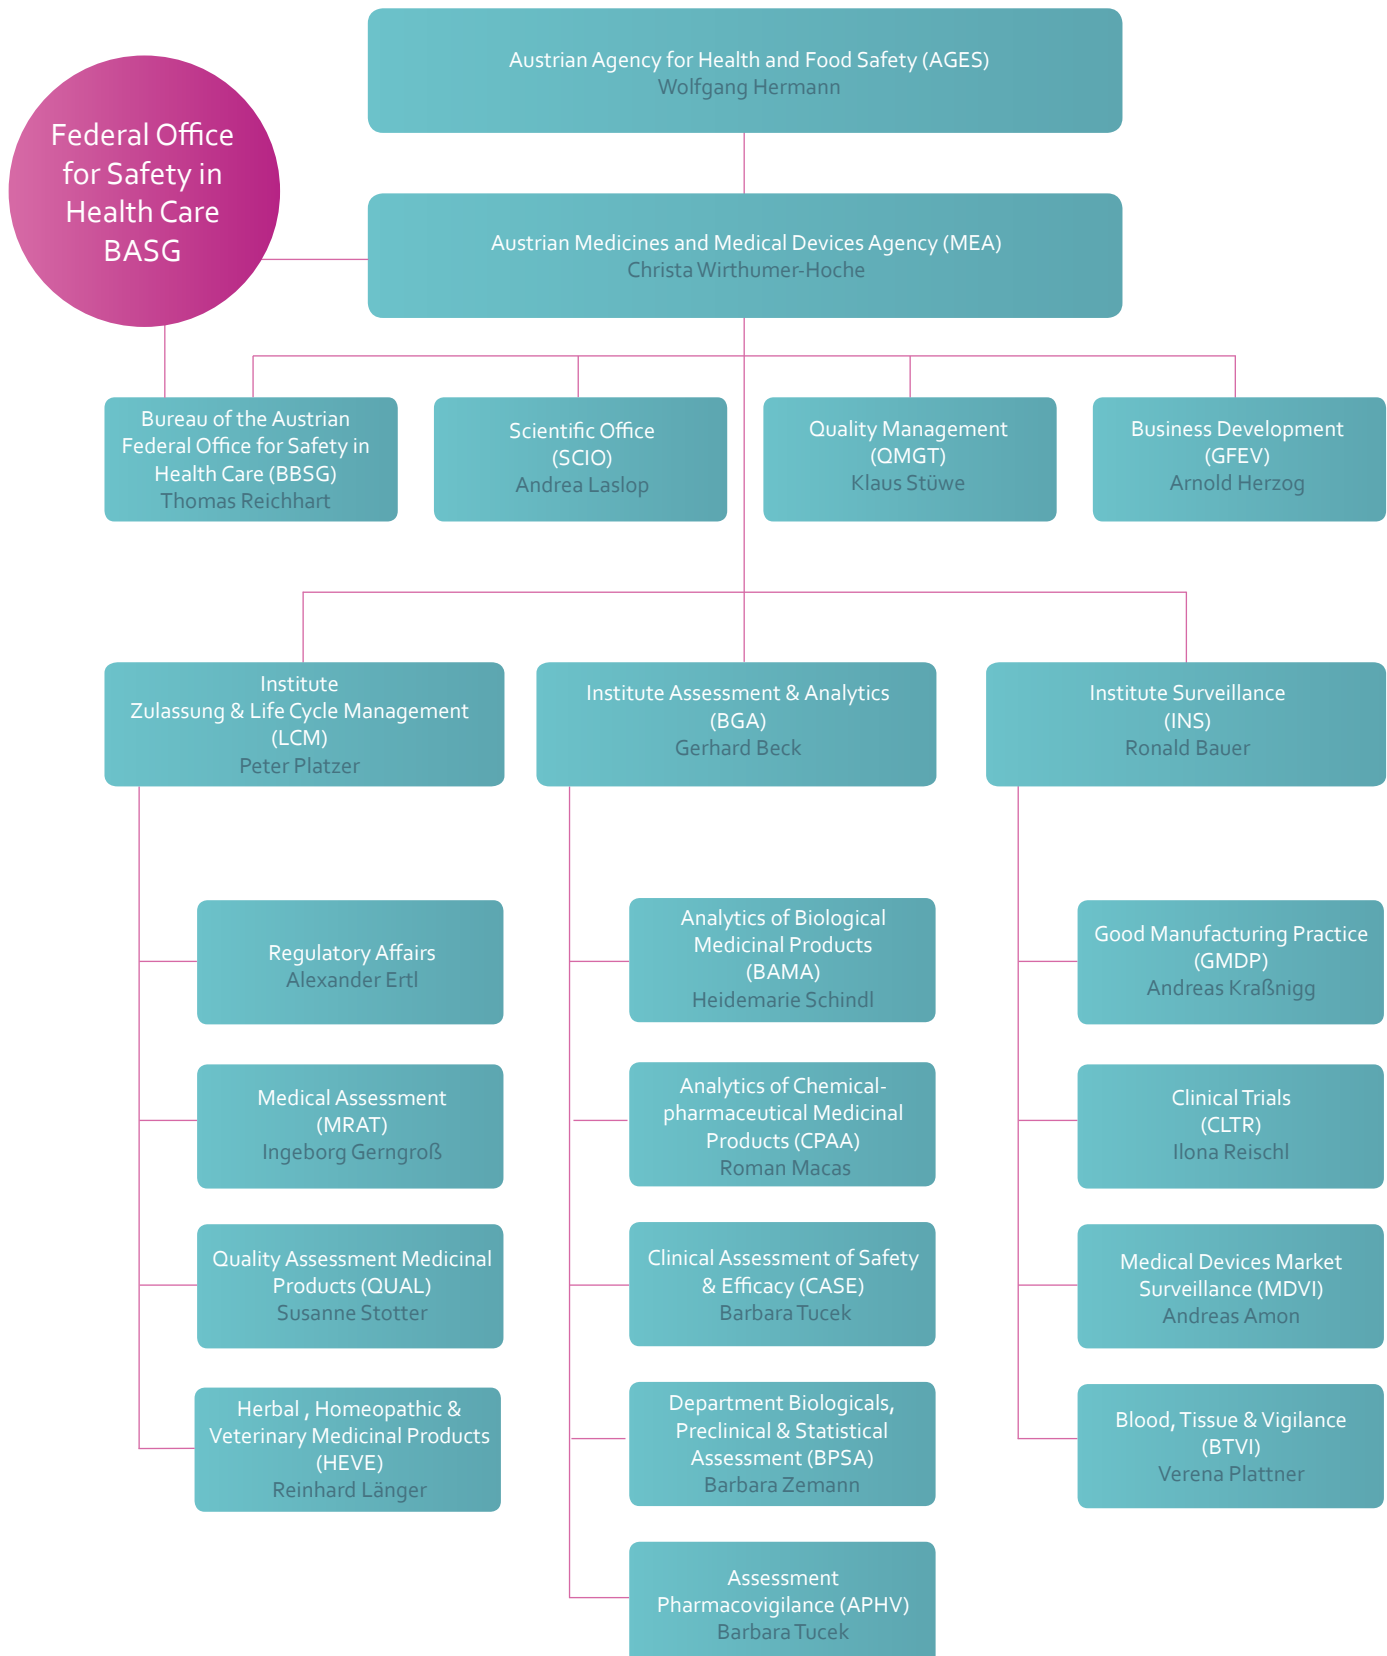 Austrian Agency for Health and Food Safety (AGES)
Wolfgang Hermann
Federal Office
for Safety in
Health Care
BASG
Austrian Medicines and Medical Devices Agency (MEA)
Christa Wirthumer-Hoche
Bureau of the Austrian
Federal Office for Safety in
Health Care (BBSG)
Thomas Reichhart
Scientific Office
(SCIO)
Andrea Laslop
Quality Management
(QMGT)
Klaus Stüwe
Business Development
(GFEV)
Arnold Herzog
Institute
Zulassung & Life Cycle Management
(LCM)
Peter Platzer
Institute Assessment & Analytics
(BGA)
Gerhard Beck
Institute Surveillance
(INS)
Ronald Bauer
Regulatory Affairs
Alexander Ertl
Analytics of Biological
Medicinal Products
(BAMA)
Heidemarie Schindl
Good Manufacturing Practice
(GMDP)
Andreas Kraßnigg
Medical Assessment
(MRAT)
Ingeborg Gerngroß
Analytics of Chemical-
pharmaceutical Medicinal
Products (CPAA)
Roman Macas
Clinical Trials
(CLTR)
Ilona Reischl
Quality Assessment Medicinal
Products (QUAL)
Susanne Stotter
Clinical Assessment of Safety
& Efficacy (CASE)
Barbara Tucek
Medical Devices Market
Surveillance (MDVI)
Andreas Amon
Herbal , Homeopathic &
Veterinary Medicinal Products
(HEVE)
Reinhard Länger
Department Biologicals,
Preclinical & Statistical
Assessment (BPSA)
Barbara Zemann
Blood, Tissue & Vigilance
(BTVI)
Verena Plattner
Assessment
Pharmacovigilance (APHV)
Barbara Tucek